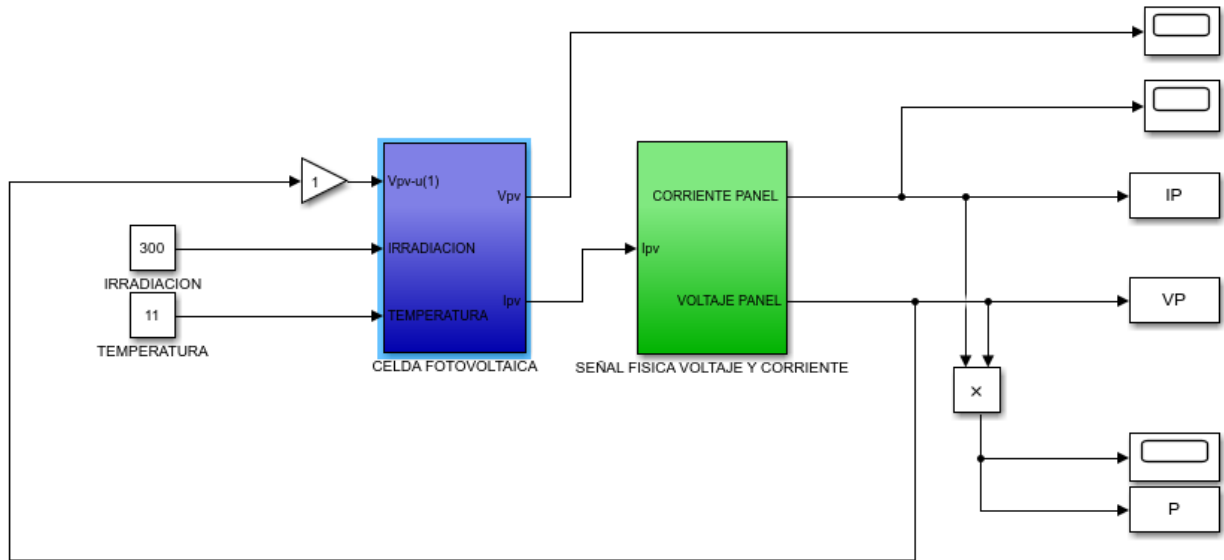 1
Vpv-u(1)
Vpv
IRRADIACION
Ipv
TEMPERATURA
CELDA FOTOVOLTAICA
300
IRRADIACION
11
TEMPERATURA
CORRIENTE PANEL
Ipv
VOLTAJE PANEL
SEÑAL FISICA VOLTAJE Y CORRIENTE
IP
VP
×
P